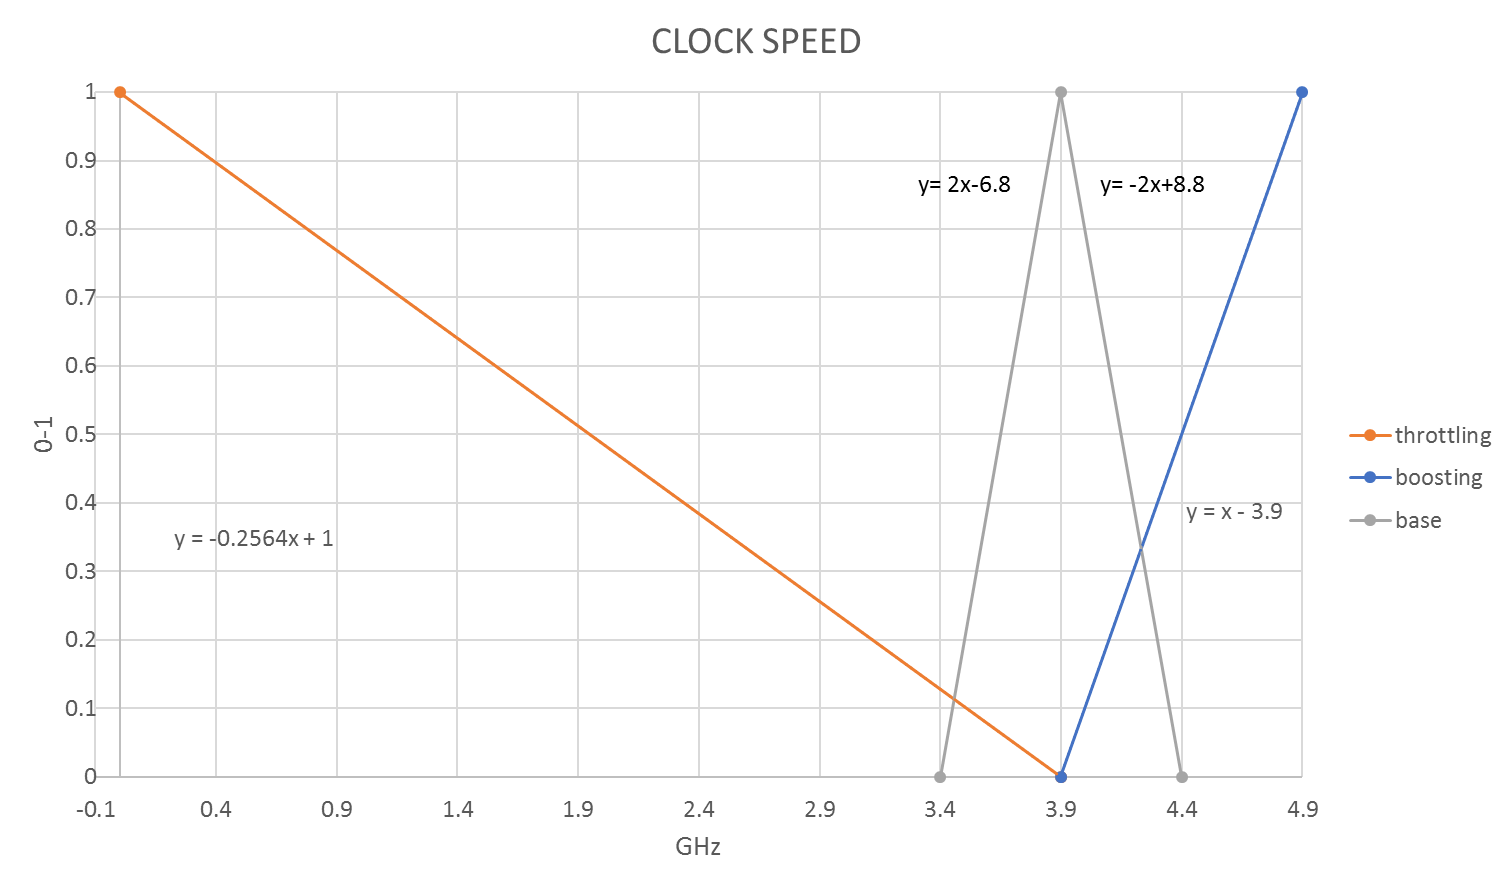 CLOCK SPEED
1
0.9
0.8
0.7
0.6
0.5
0.4
0.3
0.2
0.1
0
0-1
y= 2x-6.8
y= -2x+8.8
y = x - 3.9
y = -0.2564x + 1
-0.1 0.4 0.9 1.4 1.9 2.4 2.9 3.4 3.9 4.4 4.9
GHz
throttling
boosting
base